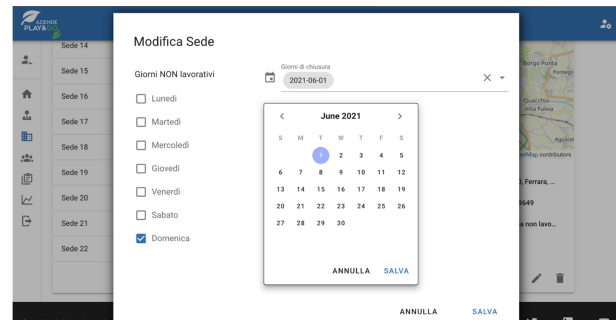 AZIENDE
PLAY&GO
Sede 14
Sede 15
Sede 16
Sede 17
Sede 18
Sede 19
Sede 20
Sede 21
Sede 22
Modifica Sede
Giorni NON lavorativi
Lunedì
Martedì
Mercoledì
Giovedì
Venerdì
Sabato
Domenica
Giorni di chiusura
2021-06-01
June 2021
S M T W T F S
1 2 3 4 5
6 7 8 9 10 11 12
13 14 15 16 17 18 19
20 21 22 23 24 25 26
27 28 29 30
ANNULLA SALVA
ANNULLA SALVA
Borgo Punta
Pontegr
Quacchio
Villa Fulvia
Aguscel
eetMap contributors
), Ferrara, ...
3649
a non lavo...